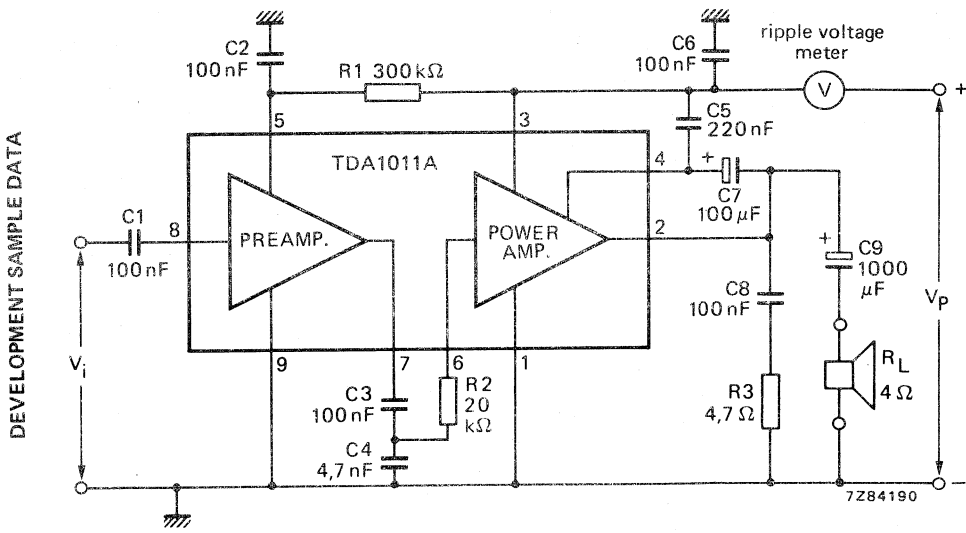 DEVELOPMENT SAMPLE DATA
C2
100 nF
R1 300 kΩ
C6
100 nF
ripple voltage
meter
V
+
5
3
C5
220 nF
TDA1011A
4
+
C7
100 μF
C1
100 nF
8
PREAMP.
POWER
AMP.
2
+
C9
1000
μF
C8
100 nF
Vi
Vp
9
7
6
1
C3
100 nF
R2
20
kΩ
R3
4,7 Ω
RL
4 Ω
C4
4,7 nF
7Z84190
−